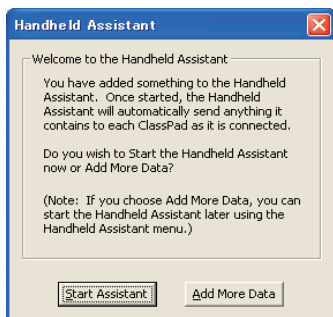 Handheld Assistant
Welcome to the Handheld Assistant
You have added something to the Handheld
Assistant.  Once started, the Handheld
Assistant will automatically send anything it
contains to each ClassPad as it is connected.
Do you wish to Start the Handheld Assistant
now or Add More Data?
(Note:  If you choose Add More Data, you can
start the Handheld Assistant later using the
Handheld Assistant menu.)
Start Assistant
Add More Data